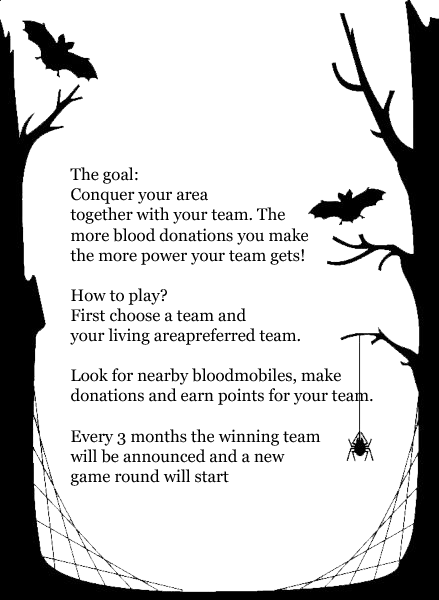 The goal:
Conquer your area
together with your team. The
more blood donations you make
the more power your team gets!
How to play?
First choose a team and
your living areapreferred team.
Look for nearby bloodmobiles, make
donations and earn points for your team.
Every 3 months the winning team
will be announced and a new
game round will start